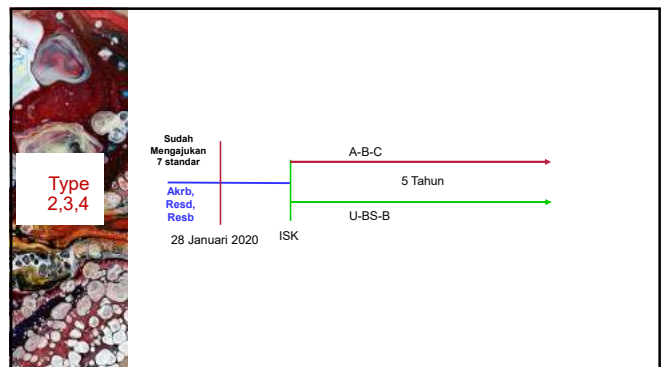 Type
2,3,4
Sudah
Mengajukan
7 standar
Akrb,
Resd,
Resb
28 Januari 2020
ISK
A-B-C
5 Tahun
U-BS-B